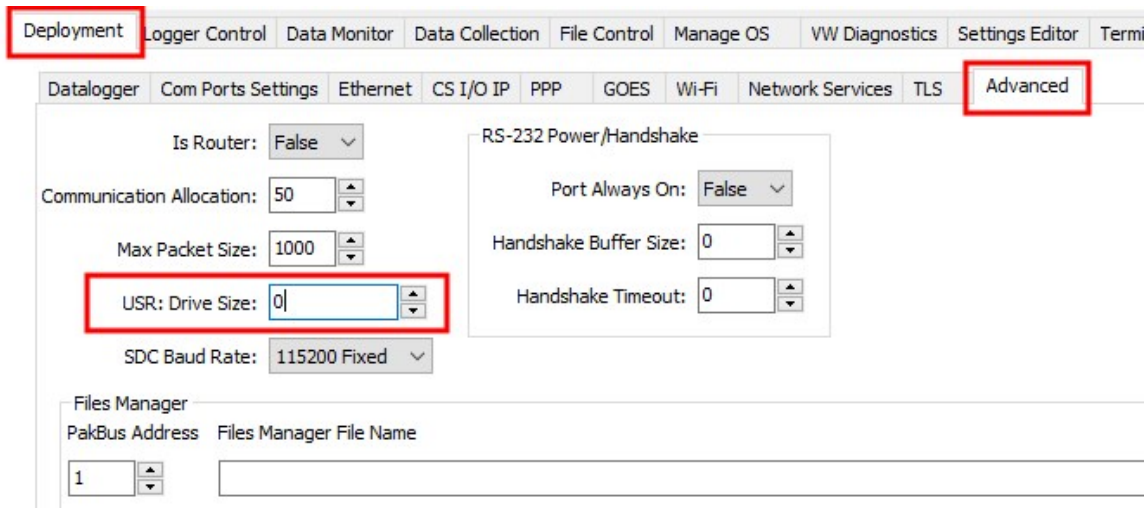 Deployment Logger Control Data Monitor Data Collection File Control Manage OS VW Diagnostics Settings Editor
Datalogger Com Ports Settings Ethernet CS I/O IP PPP GOES Wi-Fi Network Services TLS Advanced
Is Router: False
Communication Allocation: 50
Max Packet Size: 1000
USR: Drive Size: 0
SDC Baud Rate: 115200 Fixed
RS-232 Power/Handshake
Port Always On: False
Handshake Buffer Size: 0
Handshake Timeout: 0
Files Manager
PakBus Address Files Manager File Name
1